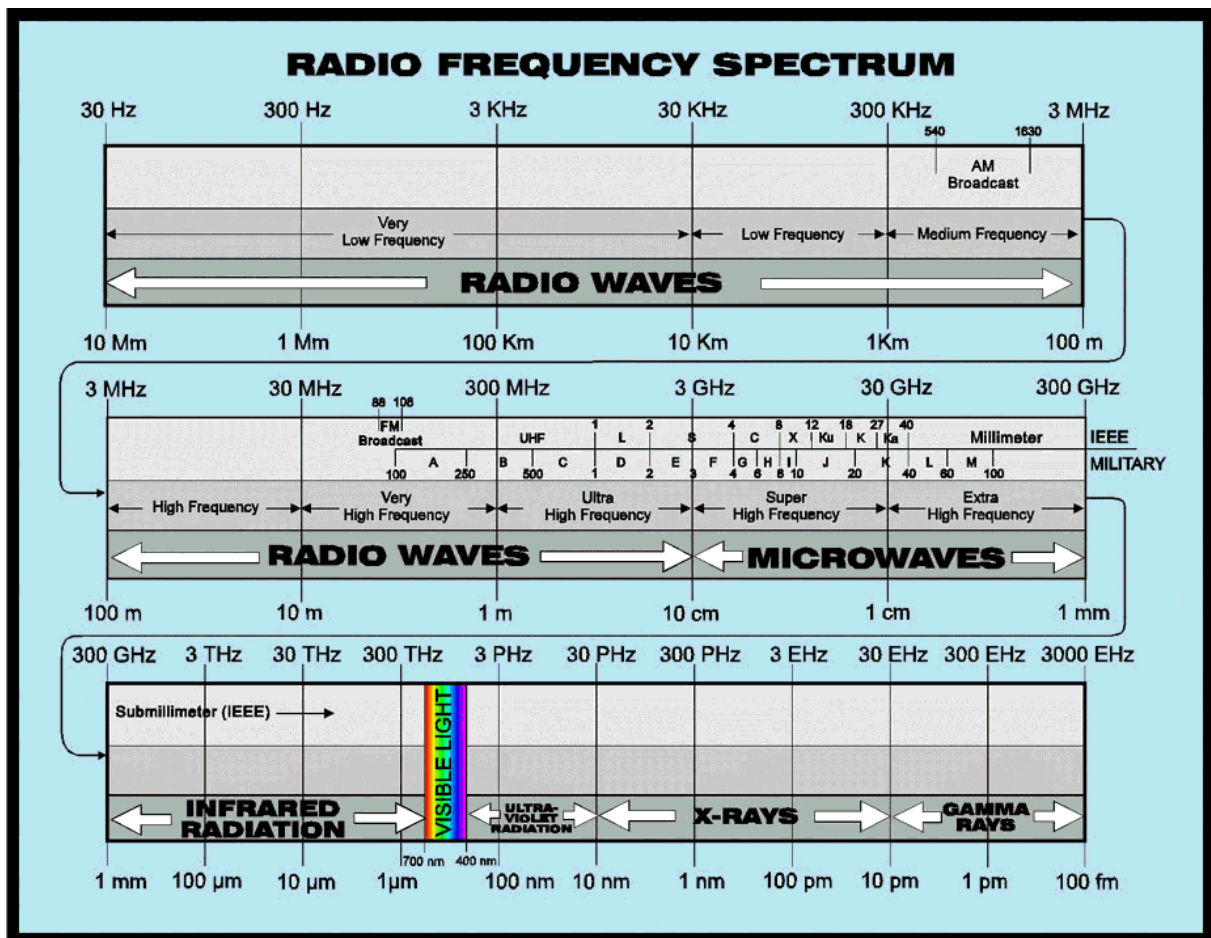 RADIO FREQUENCY SPECTRUM
30 Hz 300 Hz 3 KHz 30 KHz 300 KHz 3 MHz
540 1630
AM
Broadcast
Very
Low Frequency Low Frequency Medium Frequency
RADIO WAVES
10 Mm 1 Mm 100 Km 10 Km 1Km 100 m
3 MHz 30 MHz 300 MHz 3 GHz 30 GHz 300 GHz
88 108
FM
Broadcast
1 2 4 8 12 18 27 40
UHF L S C X Ku K Ka Millimeter IEEE
A B C D E F G H I J K L M MILITARY
100 250 500 1 2 3 4 6 8 10 20 40 60 100
High Frequency Very
High Frequency Ultra
High Frequency Super
High Frequency Extra
High Frequency
RADIO WAVES MICROWAVES
100 m 10 m 1 m 10 cm 1 cm 1 mm
300 GHz 3 THz 30 THz 300 THz 3 PHz 30 PHz 300 PHz 3 EHz 30 EHz 300 EHz 3000 EHz
Submillimeter (IEEE)
VISIBLE LIGHT
INFRARED
RADIATION
ULTRA-
VIOLET
RADIATION
X-RAYS
GAMMA
RAYS
700 nm 400 nm
1 mm 100 µm 10 µm 1µm 100 nm 10 nm 1 nm 100 pm 10 pm 1 pm 100 fm